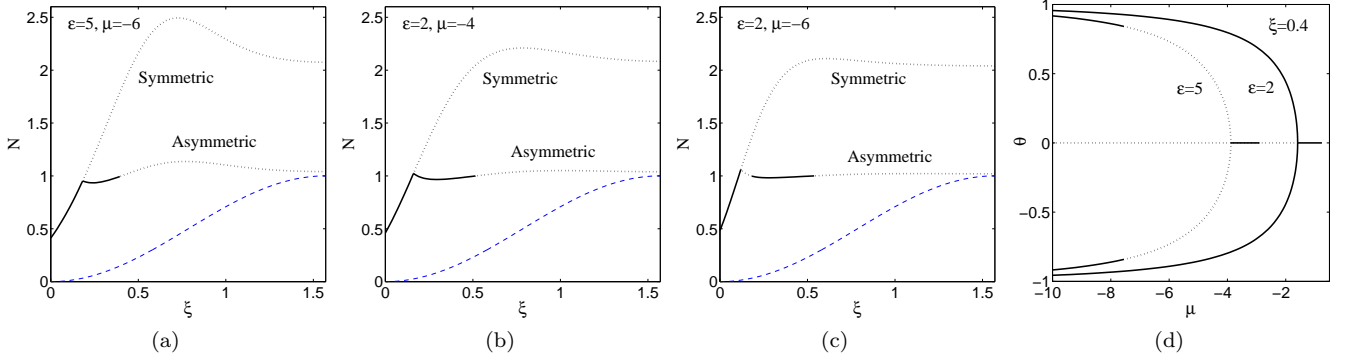 ε=5, μ=−6
Symmetric
Asymmetric
N
2.5
2
1.5
1
0.5
0
0
0.5
1
1.5
ξ
(a)
ε=2, μ=−4
Symmetric
Asymmetric
N
2.5
2
1.5
1
0.5
0
0
0.5
1
1.5
ξ
(b)
ε=2, μ=−6
Symmetric
Asymmetric
N
2.5
2
1.5
1
0.5
0
0
0.5
1
1.5
ξ
(c)
ξ=0.4
ε=5
ε=2
θ
1
0.5
0
−0.5
−1
−10
−8
−6
−4
−2
μ
(d)